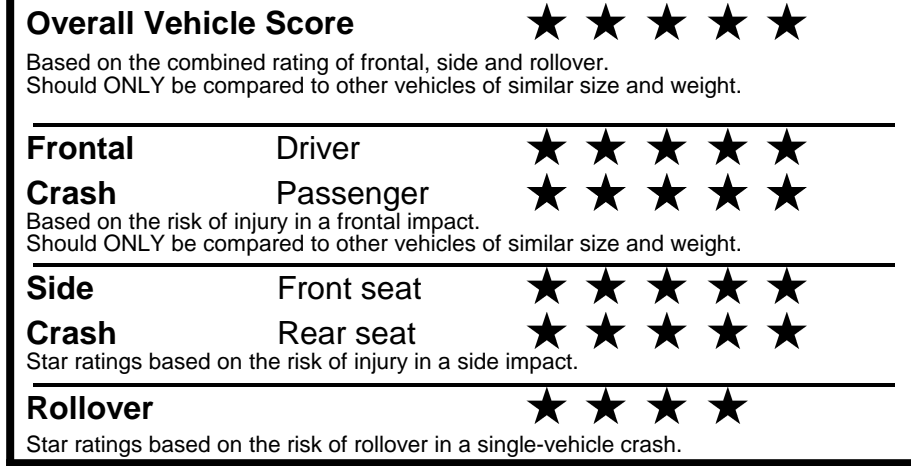 Overall Vehicle Score ★ ★ ★ ★ ★
Based on the combined rating of frontal, side and rollover.
Should ONLY be compared to other vehicles of similar size and weight.
Frontal Driver ★ ★ ★ ★ ★
Crash Passenger ★ ★ ★ ★ ★
Based on the risk of injury in a frontal impact.
Should ONLY be compared to other vehicles of similar size and weight.
Side Front seat ★ ★ ★ ★ ★
Crash Rear seat ★ ★ ★ ★ ★
Star ratings based on the risk of injury in a side impact.
Rollover ★ ★ ★ ★
Star ratings based on the risk of rollover in a single-vehicle crash.